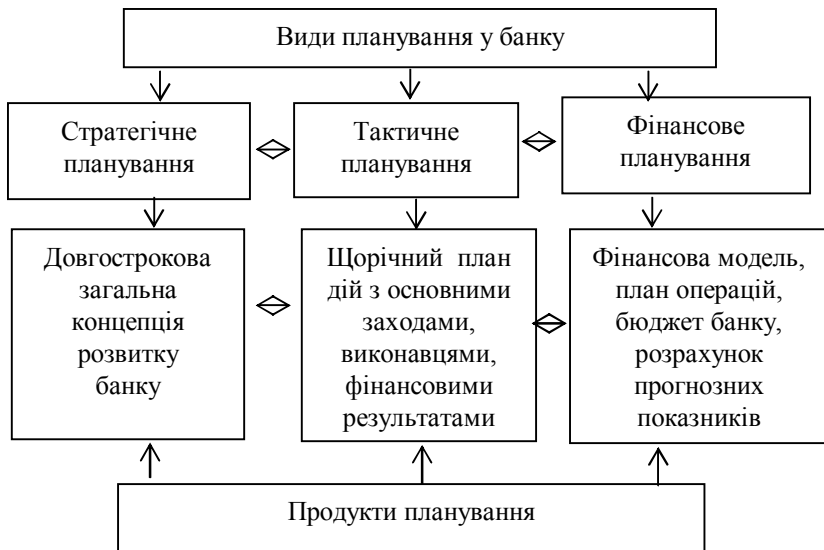 Види планування у банку
Стратегічне
планування
Тактичне
планування
Фінансове
планування
Довгострокова
загальна
концепція
розвитку
банку
Щорічний план
дій з основними
заходами,
виконавцями,
фінансовими
результатами
Фінансова модель,
план операцій,
бюджет банку,
розрахунок
прогнозних
показників
Продукти планування